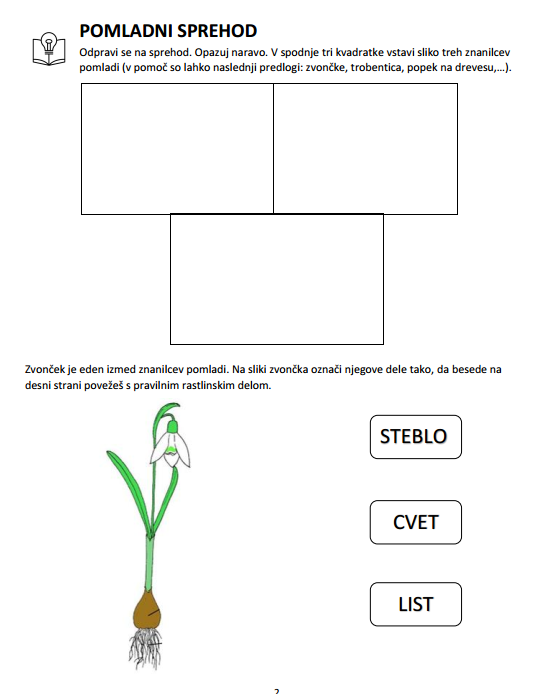 POMLADNI SPREHOD
Odpravi se na sprehod. Opazuj naravo. V spodnje tri kvadratke vstavi sliko treh znanilcev
pomladi (v pomoč so lahko naslednji predlogi: zvončke, trobentica, popek na drevesu,...).
Zvonček je eden izmed znanilcev pomladi. Na sliki zvončka označi njegove dele tako, da besede na
desni strani povežeš s pravilnim rastlinskim delom.
STEBLO
CVET
LIST
2